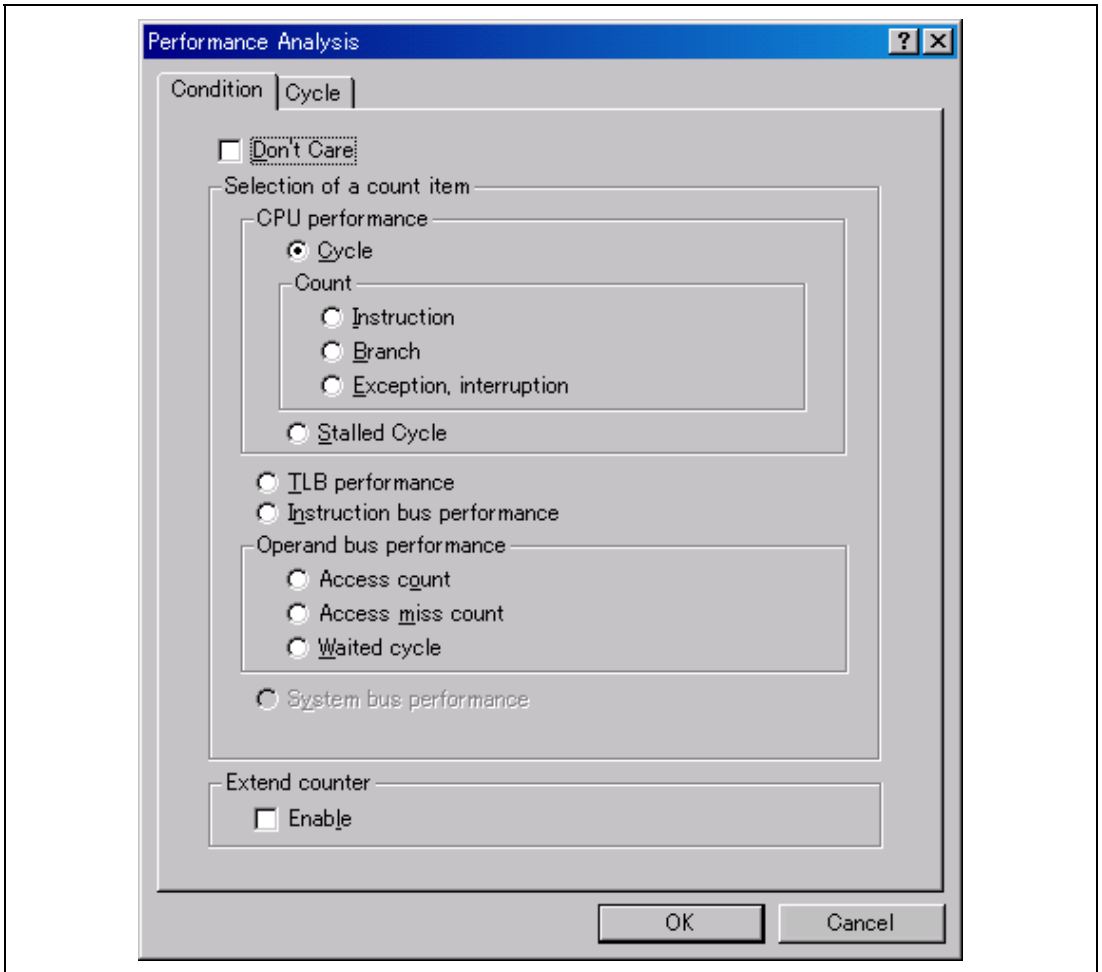 Performance Analysis
Condition
Cycle
Don't Care
Selection of a count item
CPU performance
Cycle
Count
Instruction
Branch
Exception, interruption
Stalled Cycle
TLB performance
Instruction bus performance
Operand bus performance
Access count
Access miss count
Waited cycle
System bus performance
Extend counter
Enable
OK
Cancel